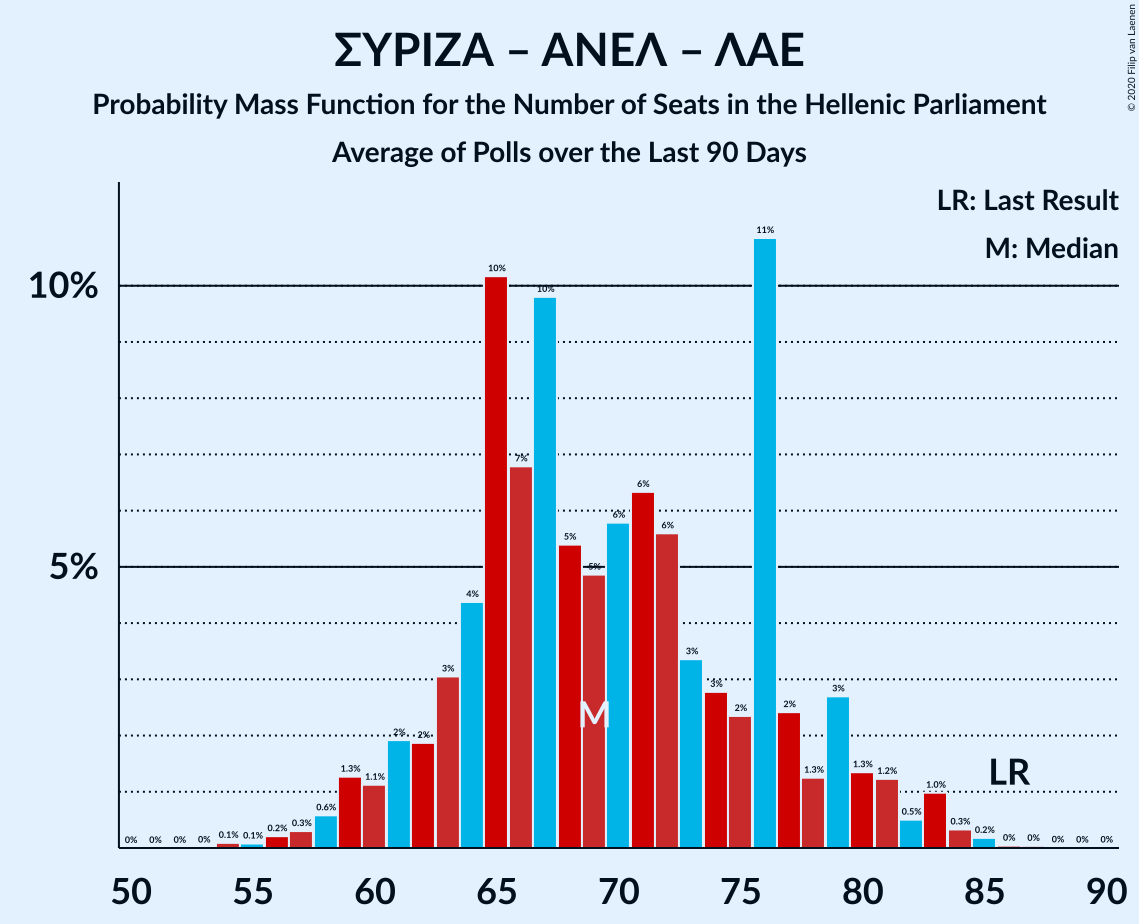 ΣΥΡΙΖΑ – ΑΝΕΛ – ΛΑΕ
Probability Mass Function for the Number of Seats in the Hellenic Parliament
Average of Polls over the Last 90 Days
© 2020 Filip van Laenen
LR: Last Result
M: Median
10%
5%
0% 0% 0% 0% 0.1% 0.1% 0.2% 0.3% 0.6% 1.3% 1.1% 2% 2% 3% 4% 10% 7% 10% 5% 5% 6% 6% 6% 3% 3% 2% 11% 2% 1.3% 3% 1.3% 1.2% 0.5% 1.0% 0.3% 0.2% 0% 0% 0% 0% 0%
M
LR
50 55 60 65 70 75 80 85 90